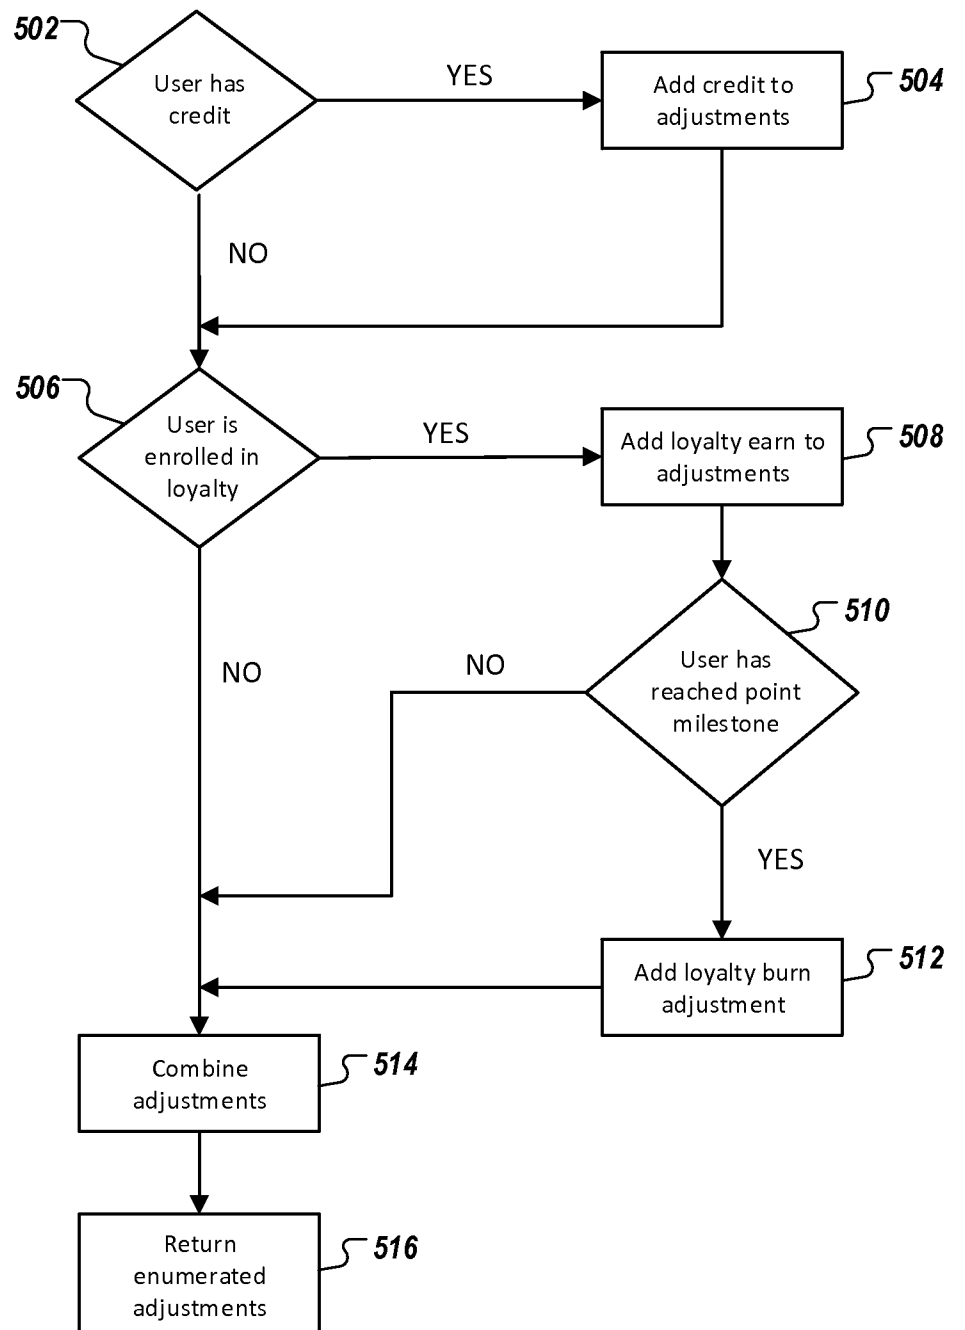 502
User has
credit
YES
Add credit to
adjustments
504
NO
506
User is
enrolled in
loyalty
YES
Add loyalty earn to
adjustments
508
NO
NO
510
User has
reached point
milestone
YES
Add loyalty burn
adjustment
512
Combine
adjustments
514
Return
enumerated
adjustments
516